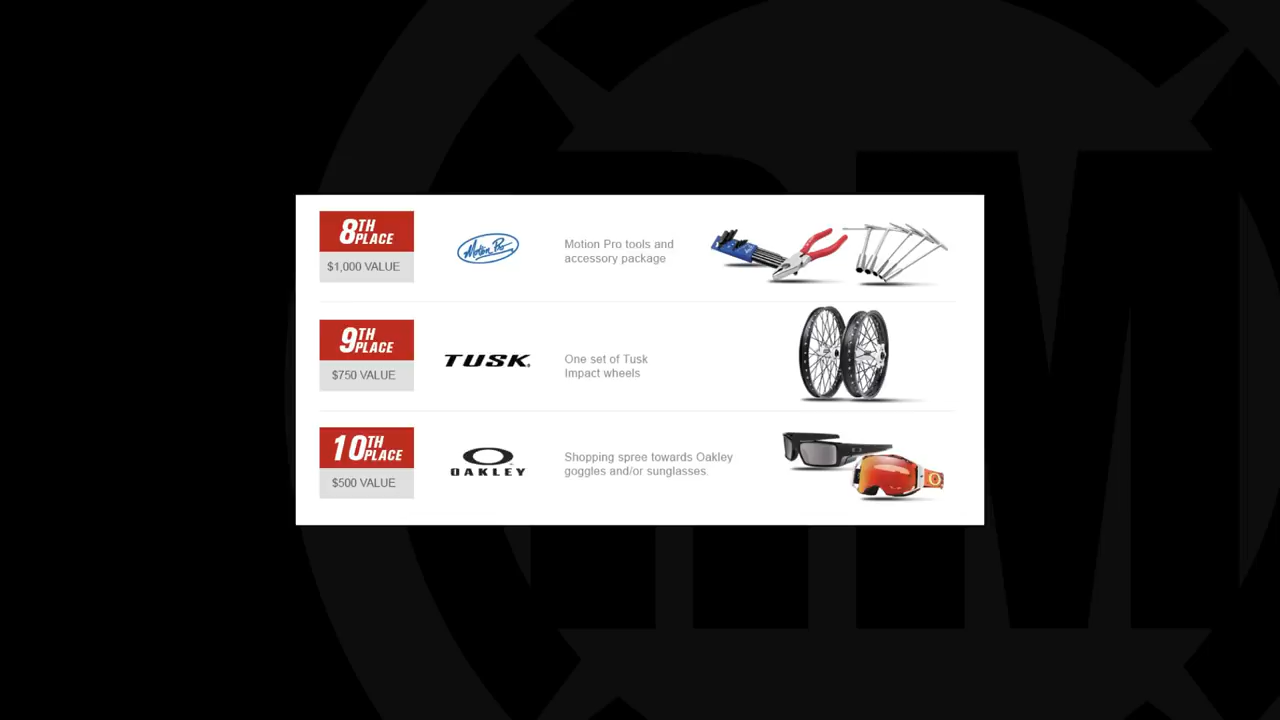 8TH PLACE
$1,000 VALUE
Motion Pro
Motion Pro tools and
accessory package
9TH PLACE
$750 VALUE
TUSK
One set of Tusk
Impact wheels
10TH PLACE
$500 VALUE
OAKLEY
Shopping spree towards Oakley
goggles and/or sunglasses.